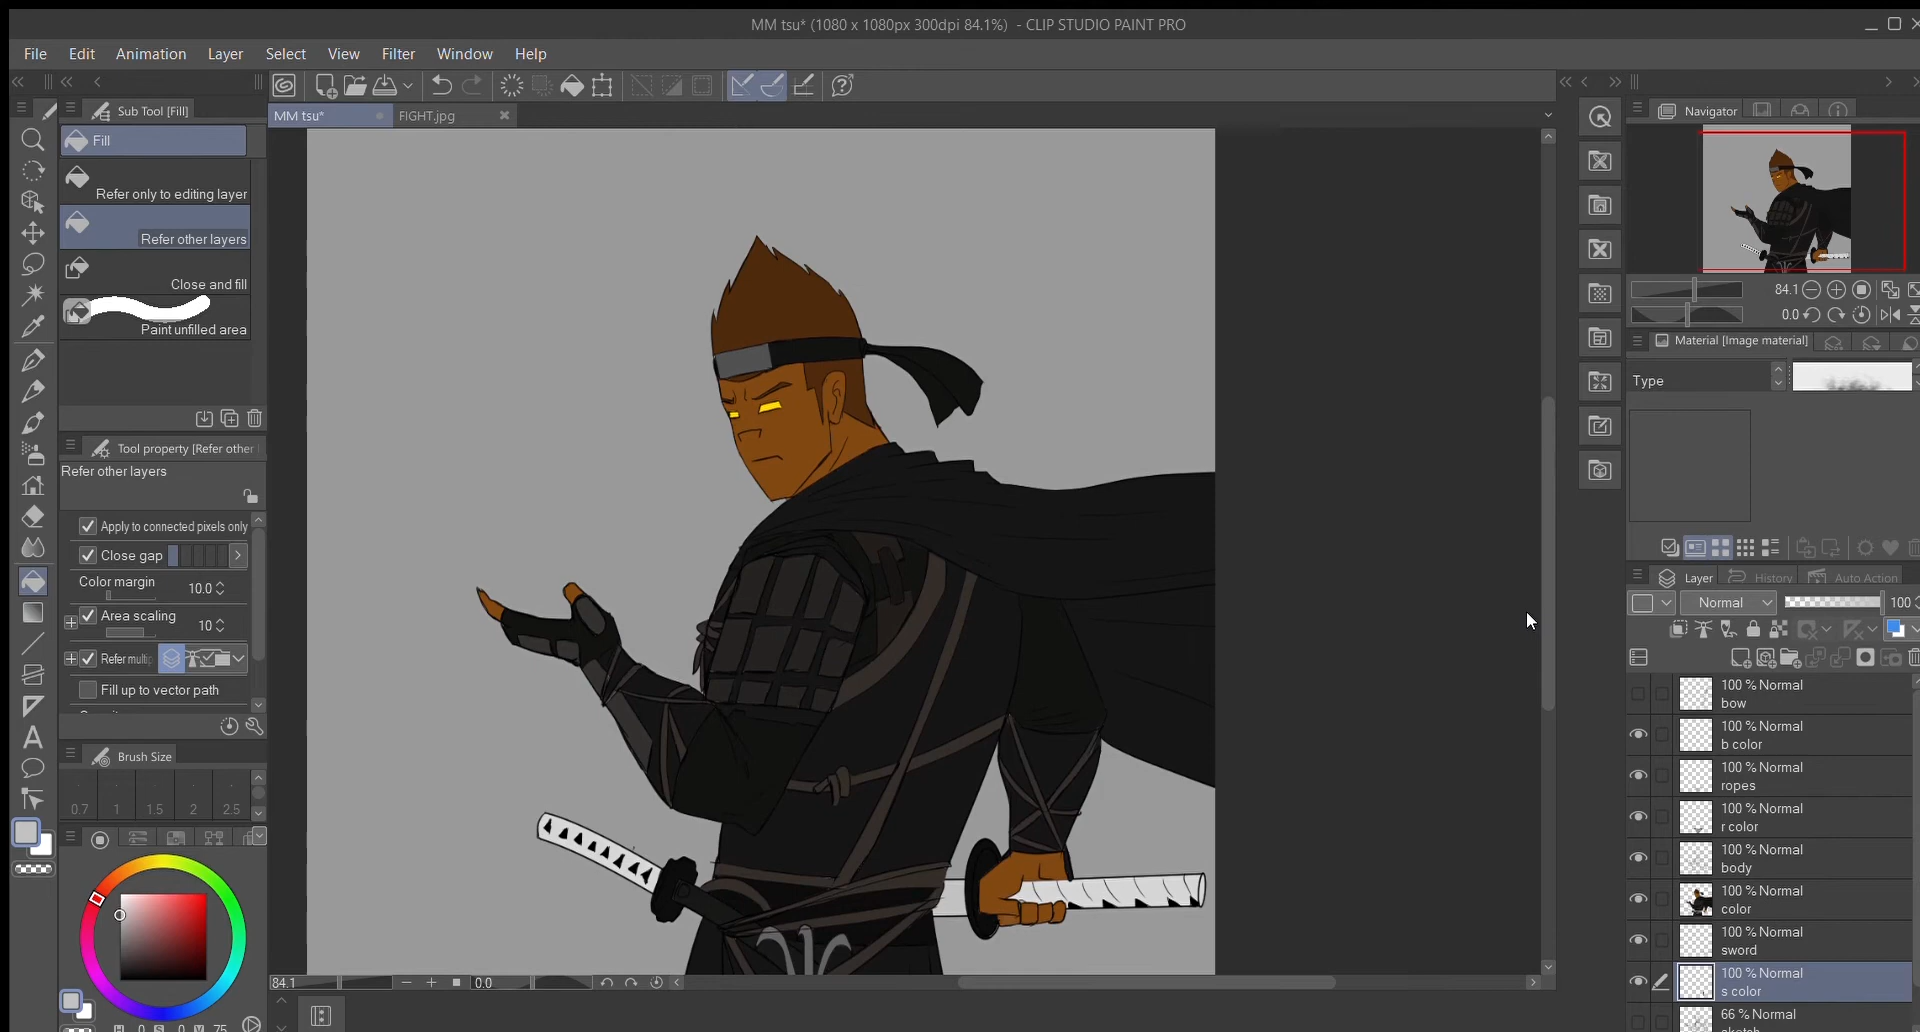 MM tsu* (1080 x 1080px 300dpi 84.1%) - CLIP STUDIO PAINT PRO
File Edit Animation Layer Select View Filter Window Help
Sub Tool [Fill]
Fill
Refer only to editing layer
Refer other layers
Close and fill
Paint unfilled area
Tool property [Refer other
Refer other layers
Apply to connected pixels only
Close gap
Color margin 10.0
Area scaling 10
Refer multip
Fill up to vector path
Brush Size
0.7 1 1.5 2 2.5
H 0 S 0 V 75
MM tsu* FIGHT.jpg
84.1 0.0
Navigator
84.1
0.0
Material [Image material]
Type
Layer History Auto Action
Normal 100
100 % Normal
bow
100 % Normal
b color
100 % Normal
ropes
100 % Normal
r color
100 % Normal
body
100 % Normal
color
100 % Normal
sword
100 % Normal
s color
66 % Normal